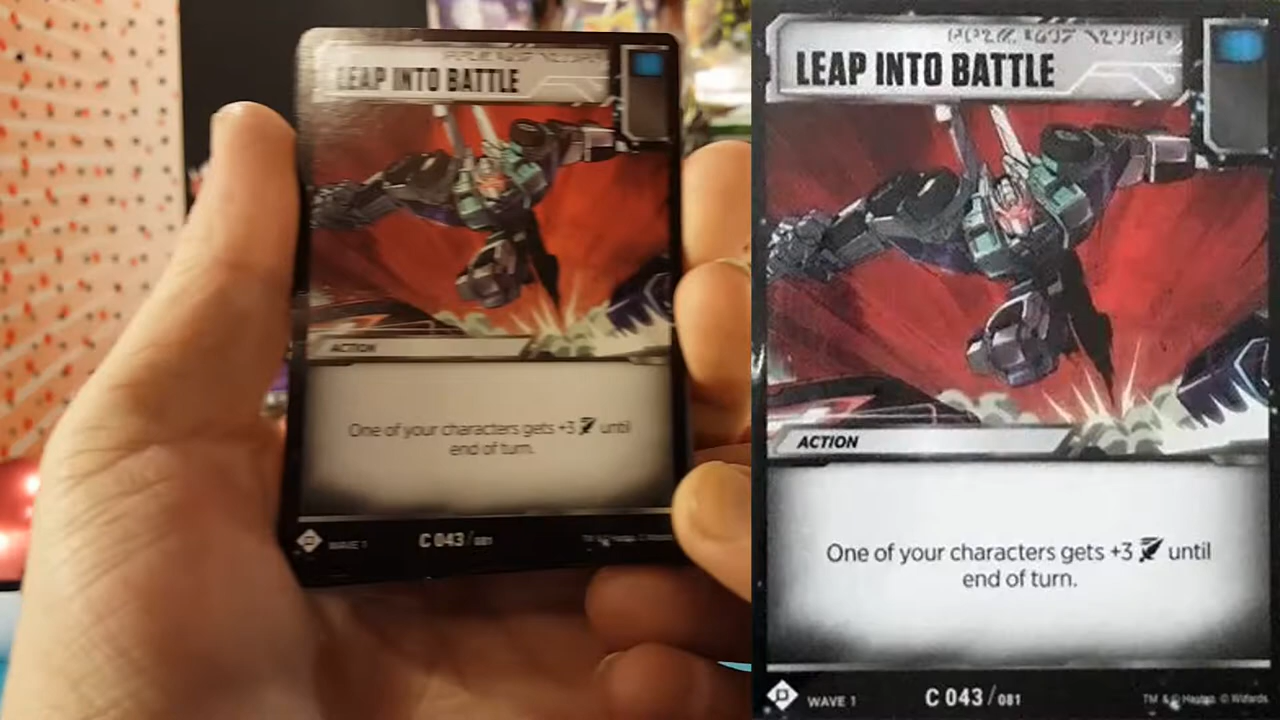 LEAP INTO BATTLE
ACTION
One of your characters gets +3 until
end of turn.
WAVE 1 C 043/081
LEAP INTO BATTLE
ACTION
One of your characters gets +3 until
end of turn.
WAVE 1 C 043/081 TM & © Hasbro. © Wizards.